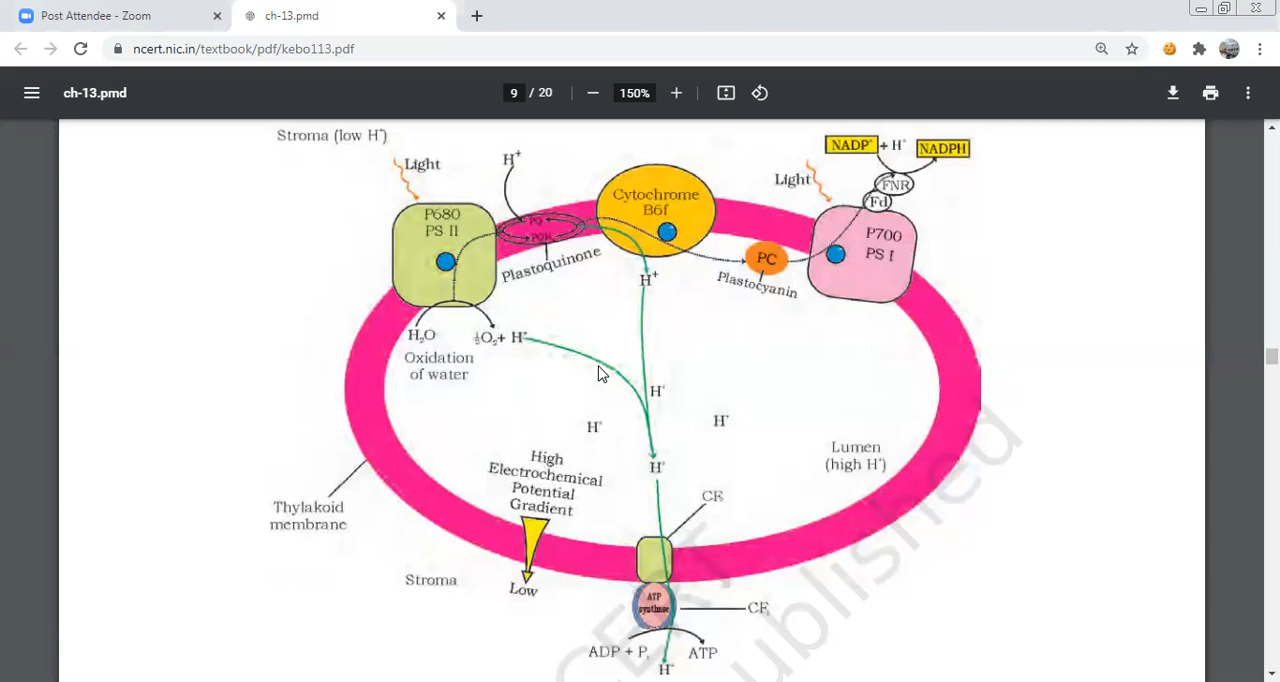 Post Attendee - Zoom
ch-13.pmd
ncert.nic.in/textbook/pdf/kebo113.pdf
ch-13.pmd
9 / 20
150%
Stroma (low H⁺)
Light
H⁺
Cytochrome
B6f
Light
NADP⁺ + H⁺
NADPH
FNR
Fd
P680
PS II
PQ
Plastoquinone
P700
PS I
PC
Plastocyanin
H⁺
H₂O
½O₂+ H⁺
Oxidation
of water
H⁺
H⁺
H⁺
H⁺
High
Electrochemical
Potential
Gradient
Lumen
(high H⁺)
Thylakoid
membrane
CF
Stroma
Low
ATP
synthase
CF
ADP + Pᵢ
ATP
H⁺